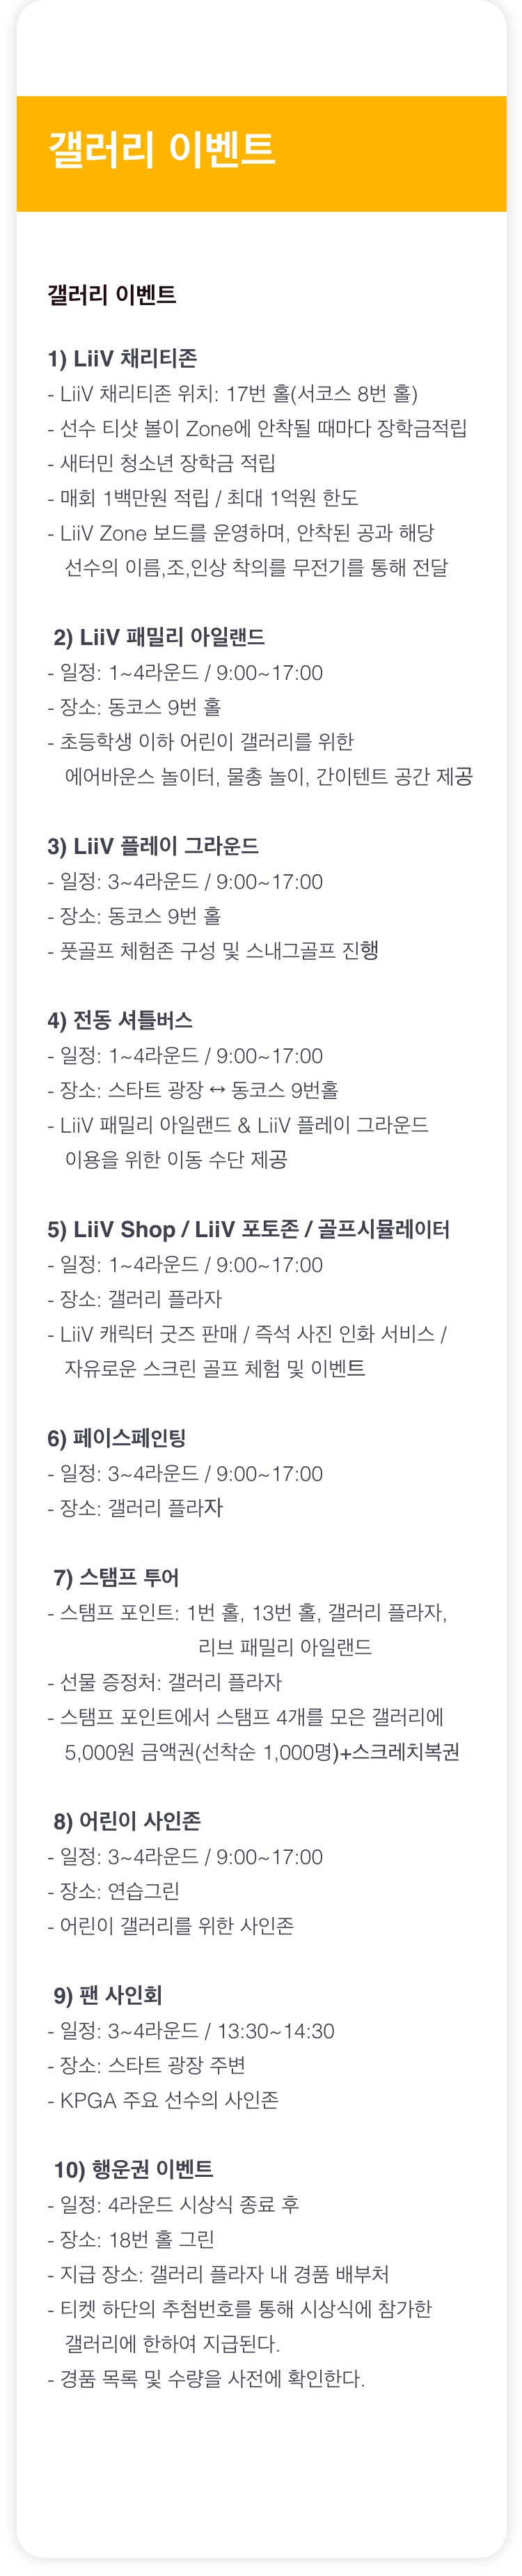 갤러리 이벤트
갤러리 이벤트
1) LiiV 채리티존
- LiiV 채리티존 위치: 17번 홀(서코스 8번 홀)
- 선수 티샷 볼이 Zone에 안착될 때마다 장학금적립
- 새터민 청소년 장학금 적립
- 매회 1백만원 적립 / 최대 1억원 한도
- LiiV Zone 보드를 운영하며, 안착된 공과 해당
선수의 이름,조,인상 착의를 무전기를 통해 전달
2) LiiV 패밀리 아일랜드
- 일정: 1~4라운드 / 9:00~17:00
- 장소: 동코스 9번 홀
- 초등학생 이하 어린이 갤러리를 위한
에어바운스 놀이터, 물총 놀이, 간이텐트 공간 제공
3) LiiV 플레이 그라운드
- 일정: 3~4라운드 / 9:00~17:00
- 장소: 동코스 9번 홀
- 풋골프 체험존 구성 및 스내그골프 진행
4) 전동 셔틀버스
- 일정: 1~4라운드 / 9:00~17:00
- 장소: 스타트 광장 ↔ 동코스 9번홀
- LiiV 패밀리 아일랜드 & LiiV 플레이 그라운드
이용을 위한 이동 수단 제공
5) LiiV Shop / LiiV 포토존 / 골프시뮬레이터
- 일정: 1~4라운드 / 9:00~17:00
- 장소: 갤러리 플라자
- LiiV 캐릭터 굿즈 판매 / 즉석 사진 인화 서비스 /
자유로운 스크린 골프 체험 및 이벤트
6) 페이스페인팅
- 일정: 3~4라운드 / 9:00~17:00
- 장소: 갤러리 플라자
7) 스탬프 투어
- 스탬프 포인트: 1번 홀, 13번 홀, 갤러리 플라자,
리브 패밀리 아일랜드
- 선물 증정처: 갤러리 플라자
- 스탬프 포인트에서 스탬프 4개를 모은 갤러리에
5,000원 금액권(선착순 1,000명)+스크레치복권
8) 어린이 사인존
- 일정: 3~4라운드 / 9:00~17:00
- 장소: 연습그린
- 어린이 갤러리를 위한 사인존
9) 팬 사인회
- 일정: 3~4라운드 / 13:30~14:30
- 장소: 스타트 광장 주변
- KPGA 주요 선수의 사인존
10) 행운권 이벤트
- 일정: 4라운드 시상식 종료 후
- 장소: 18번 홀 그린
- 지급 장소: 갤러리 플라자 내 경품 배부처
- 티켓 하단의 추첨번호를 통해 시상식에 참가한
갤러리에 한하여 지급된다.
- 경품 목록 및 수량을 사전에 확인한다.